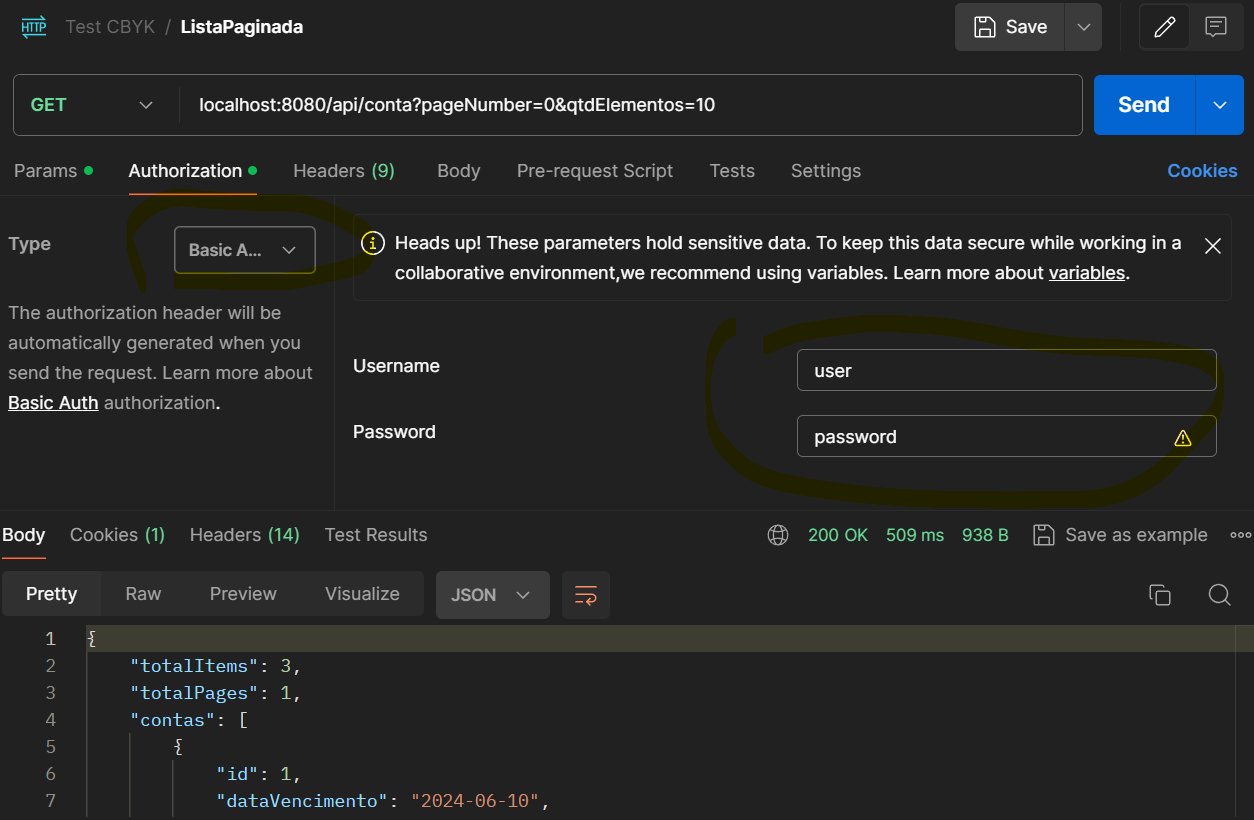 HTTP Test CBYK / ListaPaginada Save
GET localhost:8080/api/conta?pageNumber=0&qtdElementos=10 Send
Params Authorization Headers (9) Body Pre-request Script Tests Settings Cookies
Type Basic A...
The authorization header will be
automatically generated when you
send the request. Learn more about
Basic Auth authorization.
Heads up! These parameters hold sensitive data. To keep this data secure while working in a
collaborative environment,we recommend using variables. Learn more about variables.
Username user
Password password
Body Cookies (1) Headers (14) Test Results 200 OK 509 ms 938 B Save as example
Pretty Raw Preview Visualize JSON
1 {
2 "totalItems": 3,
3 "totalPages": 1,
4 "contas": [
5 {
6 "id": 1,
7 "dataVencimento": "2024-06-10",